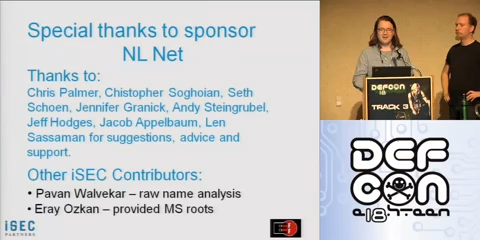 Special thanks to sponsor
NL Net
Thanks to:
Chris Palmer, Chistopher Soghoian, Seth
Schoen, Jennifer Granick, Andy Steingrubel,
Jeff Hodges, Jacob Appelbaum, Len
Sassaman for suggestions, advice and
support.
Other iSEC Contributors:
• Pavan Walvekar – raw name analysis
• Eray Ozkan – provided MS roots
iSEC
PARTNERS
DEFCON
18
TRACK 3
DEF
CON
e18hteen